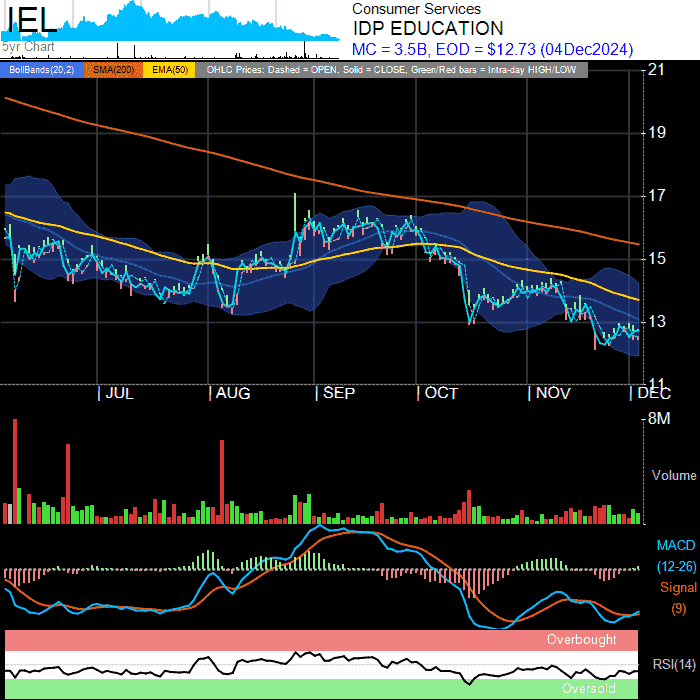 IEL
5yr Chart
Consumer Services
IDP EDUCATION
MC = 3.5B, EOD = $12.73 (04Dec2024)
BollBands(20,2) SMA(200) EMA(50) OHLC Prices: Dashed = OPEN, Solid = CLOSE, Green/Red bars = Intra-day HIGH/LOW
21
19
17
15
13
11
| JUL | AUG | SEP | OCT | NOV | DEC
8M
Volume
MACD
(12-26)
Signal
(9)
Overbought
RSI(14)
Oversold